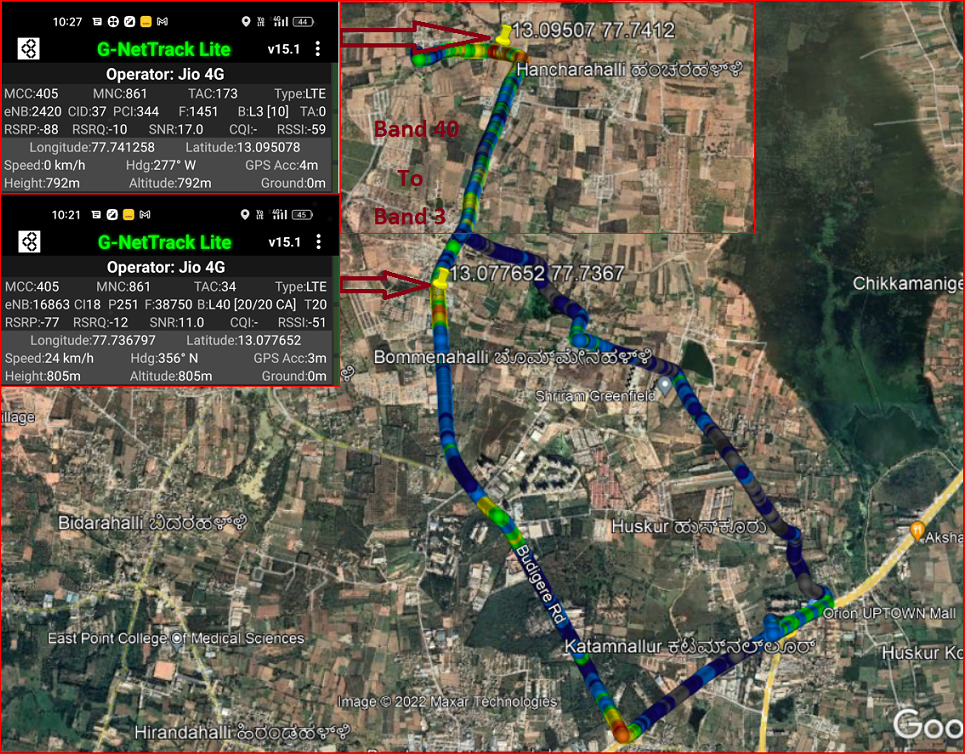 10:27
44
G-NetTrack Lite v15.1
Operator: Jio 4G
MCC:405 MNC:861 TAC:173 Type:LTE
eNB:2420 CID:37 PCI:344 F:1451 B:L3 [10] TA:0
RSRP:-88 RSRQ:-10 SNR:17.0 CQI:- RSSI:-59
Longitude:77.741258 Latitude:13.095078
Speed:0 km/h Hdg:277° W GPS Acc:4m
Height:792m Altitude:792m Ground:0m
10:21
45
G-NetTrack Lite v15.1
Operator: Jio 4G
MCC:405 MNC:861 TAC:34 Type:LTE
eNB:16863 CI18 P251 F:38750 B:L40 [20/20 CA] T20
RSRP:-77 RSRQ:-12 SNR:11.0 CQI:- RSSI:-51
Longitude:77.736797 Latitude:13.077652
Speed:24 km/h Hdg:356° N GPS Acc:3m
Height:805m Altitude:805m Ground:0m
13.09507 77.7412
Hancharahalli ಹಂಚರಹಳ್ಳಿ
Band 40
To
Band 3
13.077652 77.7367
Chikkamanige
Bommenahalli ಬೊಮ್ಮೇನಹಳ್ಳಿ
Shriram Greenfield
illage
Bidarahalli ಬಿದರಹಳ್ಳಿ
Huskur ಹುಸ್ಕೂರು
Aksha
Budigere Rd
Orion UPTOWN Mall
East Point College Of Medical Sciences
Katamnallur ಕಟಮ್ನಲ್ಲೂರ್
Huskur Ko
Image © 2022 Maxar Technologies
Hirandahalli ಹಿರಂಡಹಳ್ಳಿ
Goo